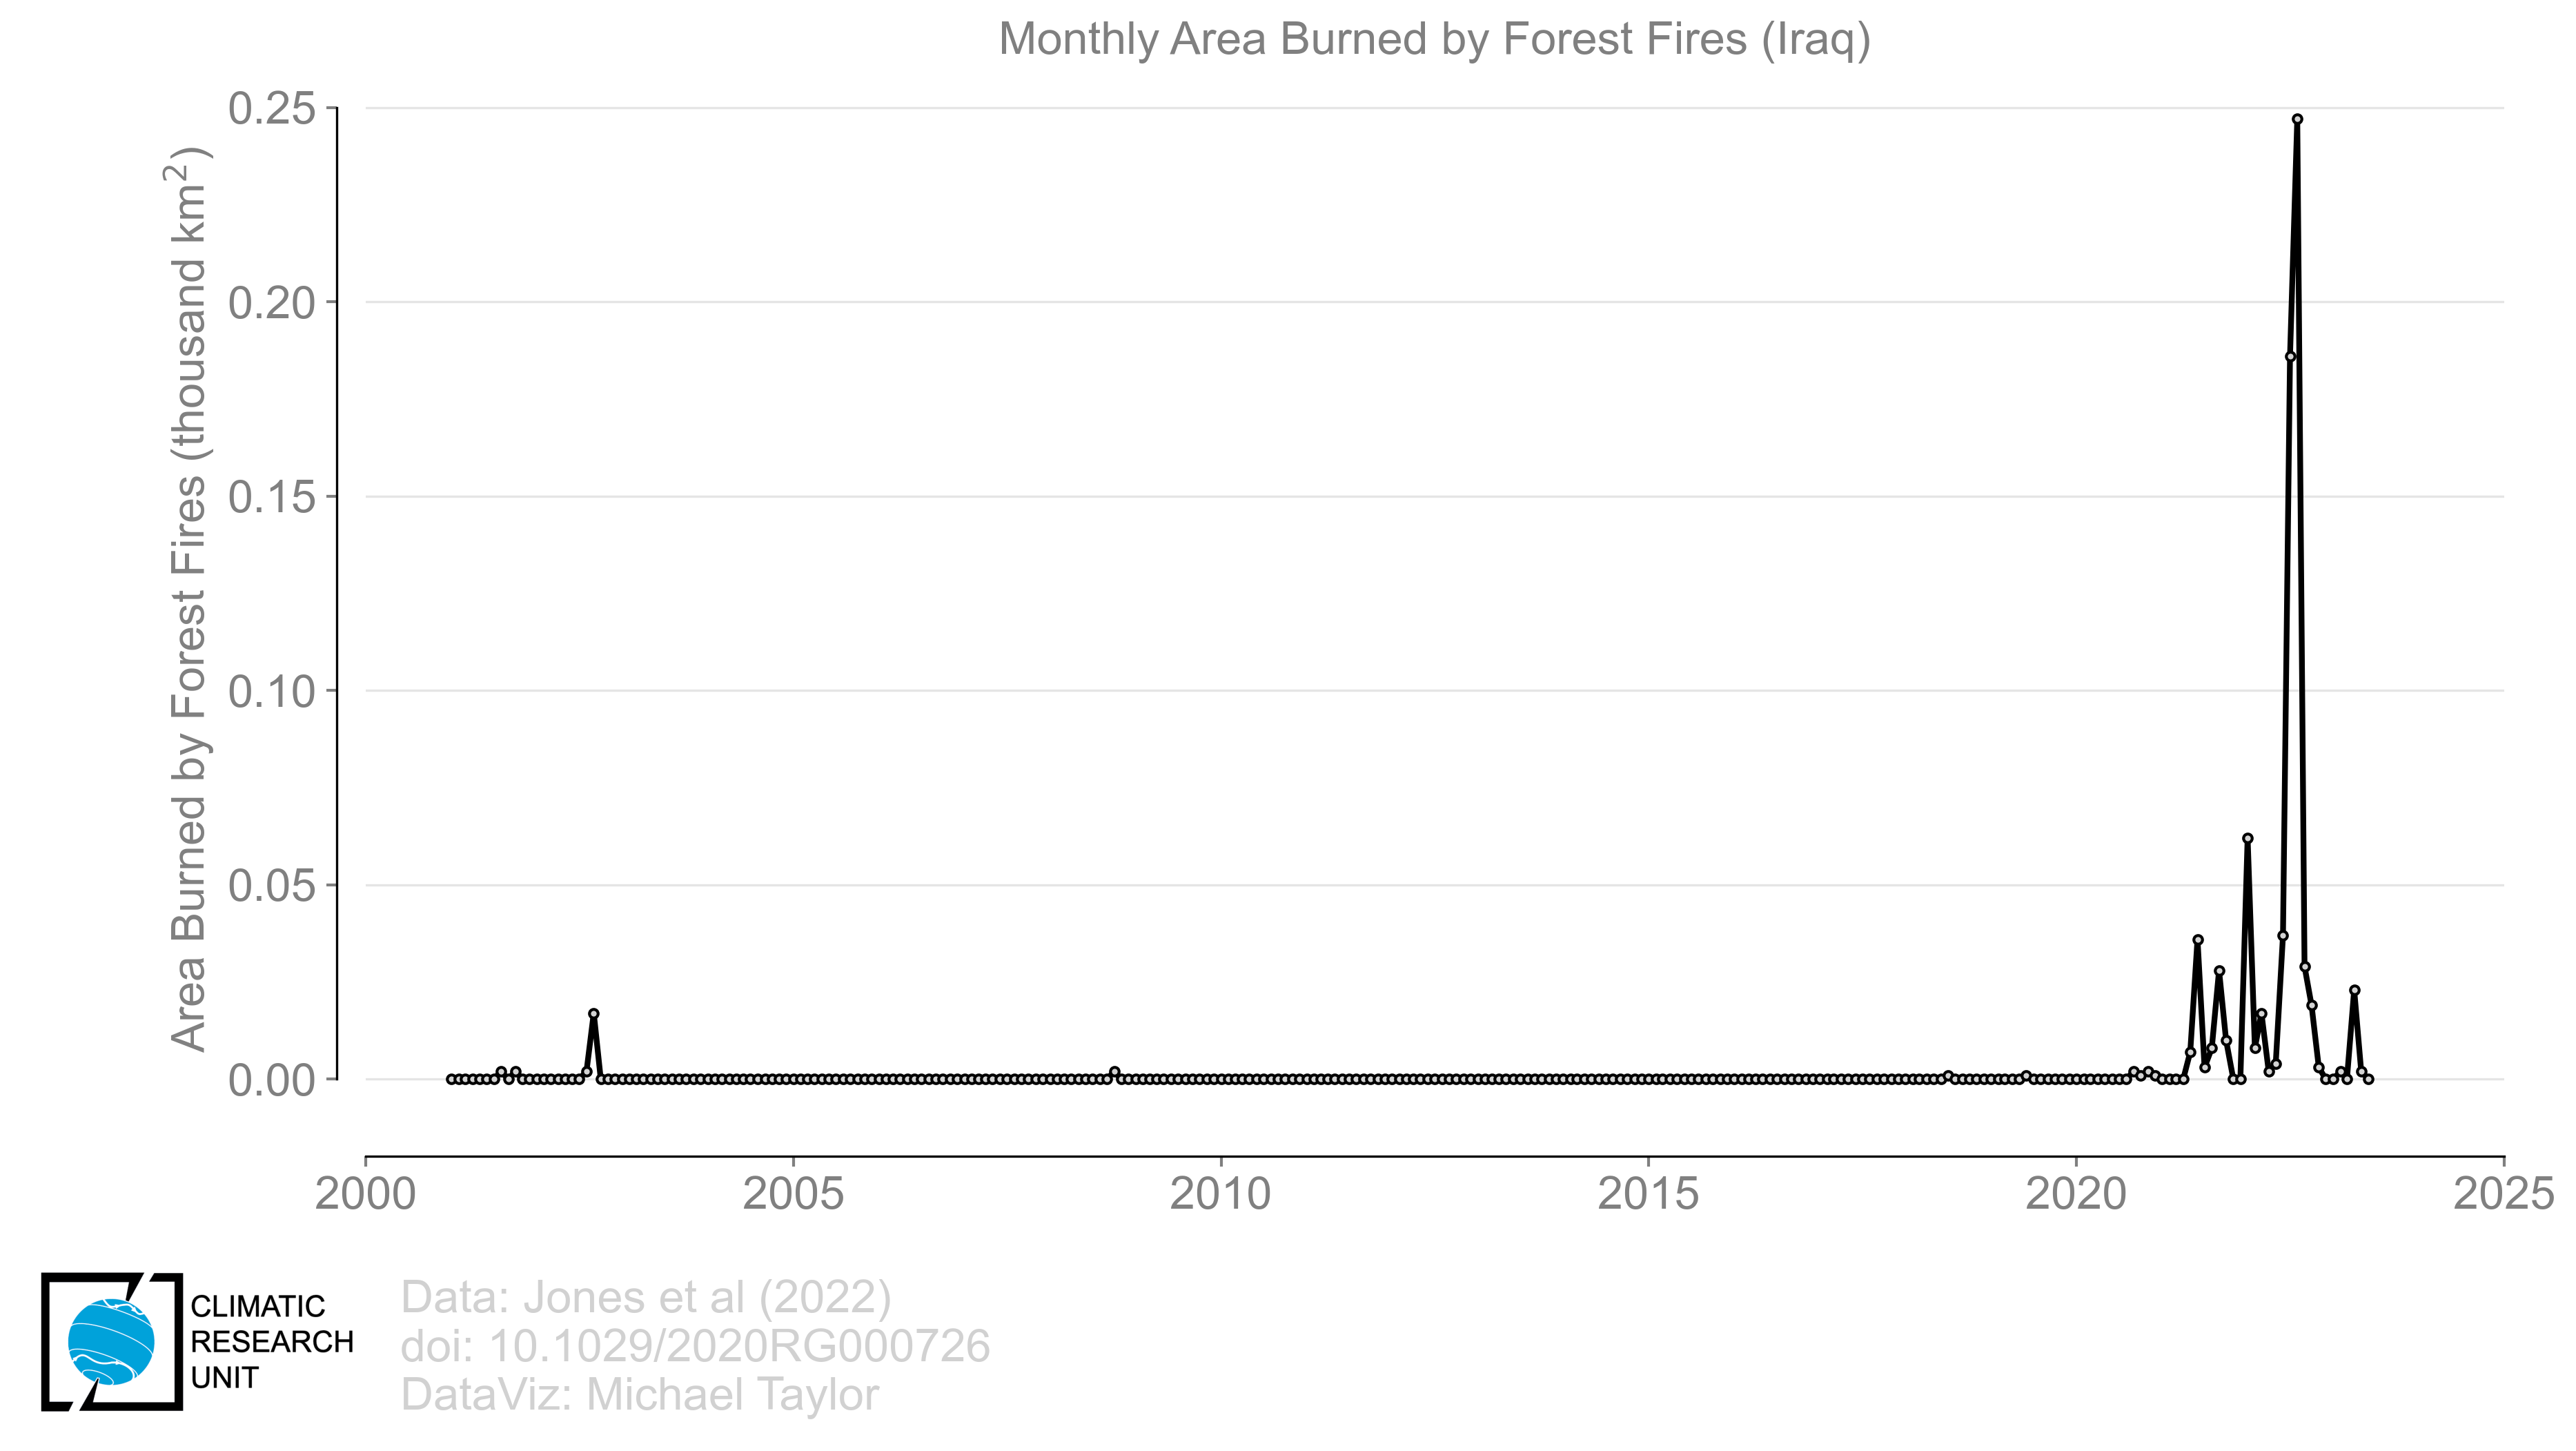 Monthly Area Burned by Forest Fires (Iraq)
Area Burned by Forest Fires (thousand km²)
0.25
0.20
0.15
0.10
0.05
0.00
2000 2005 2010 2015 2020 2025
CLIMATIC
RESEARCH
UNIT
Data: Jones et al (2022)
doi: 10.1029/2020RG000726
DataViz: Michael Taylor